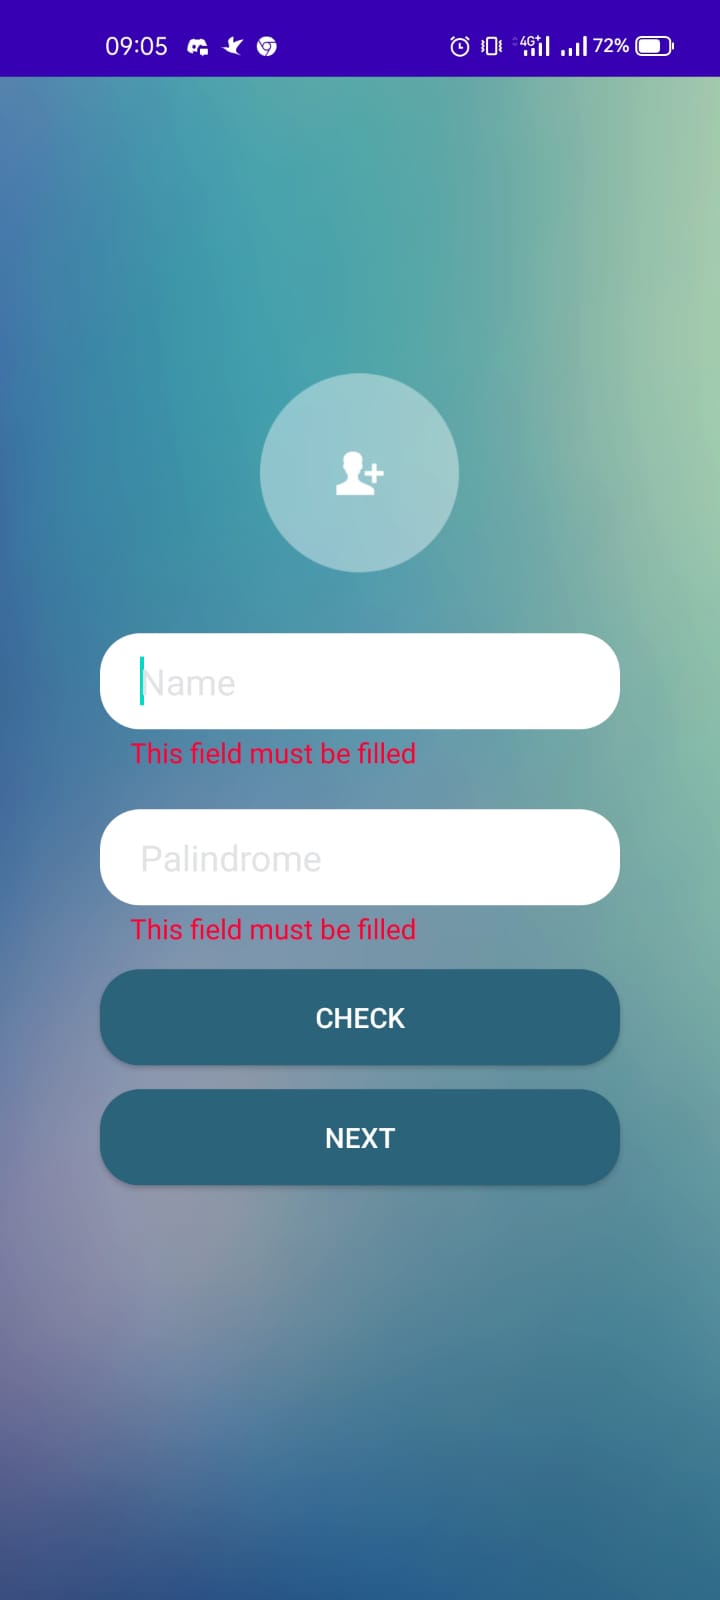 09:05 4G+ 72%
Name
This field must be filled
Palindrome
This field must be filled
CHECK
NEXT